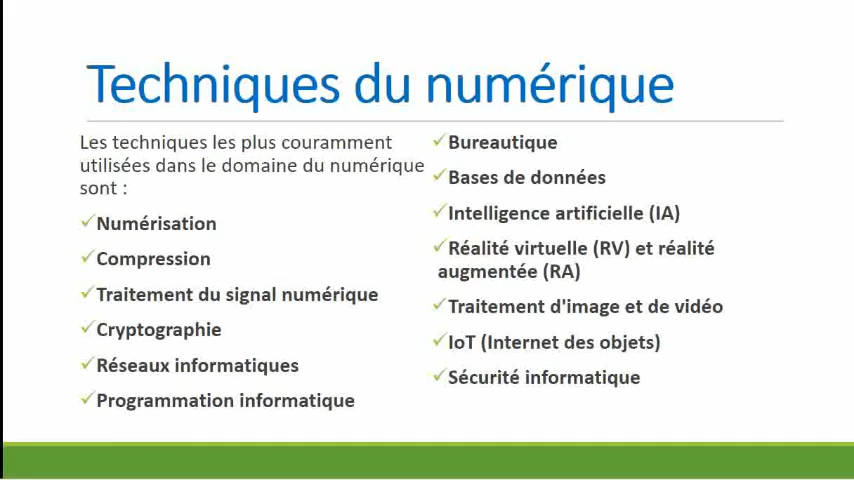 Techniques du numérique
Les techniques les plus couramment
utilisées dans le domaine du numérique
sont :
✓Numérisation
✓Compression
✓Traitement du signal numérique
✓Cryptographie
✓Réseaux informatiques
✓Programmation informatique
✓Bureautique
✓Bases de données
✓Intelligence artificielle (IA)
✓Réalité virtuelle (RV) et réalité
augmentée (RA)
✓Traitement d'image et de vidéo
✓IoT (Internet des objets)
✓Sécurité informatique